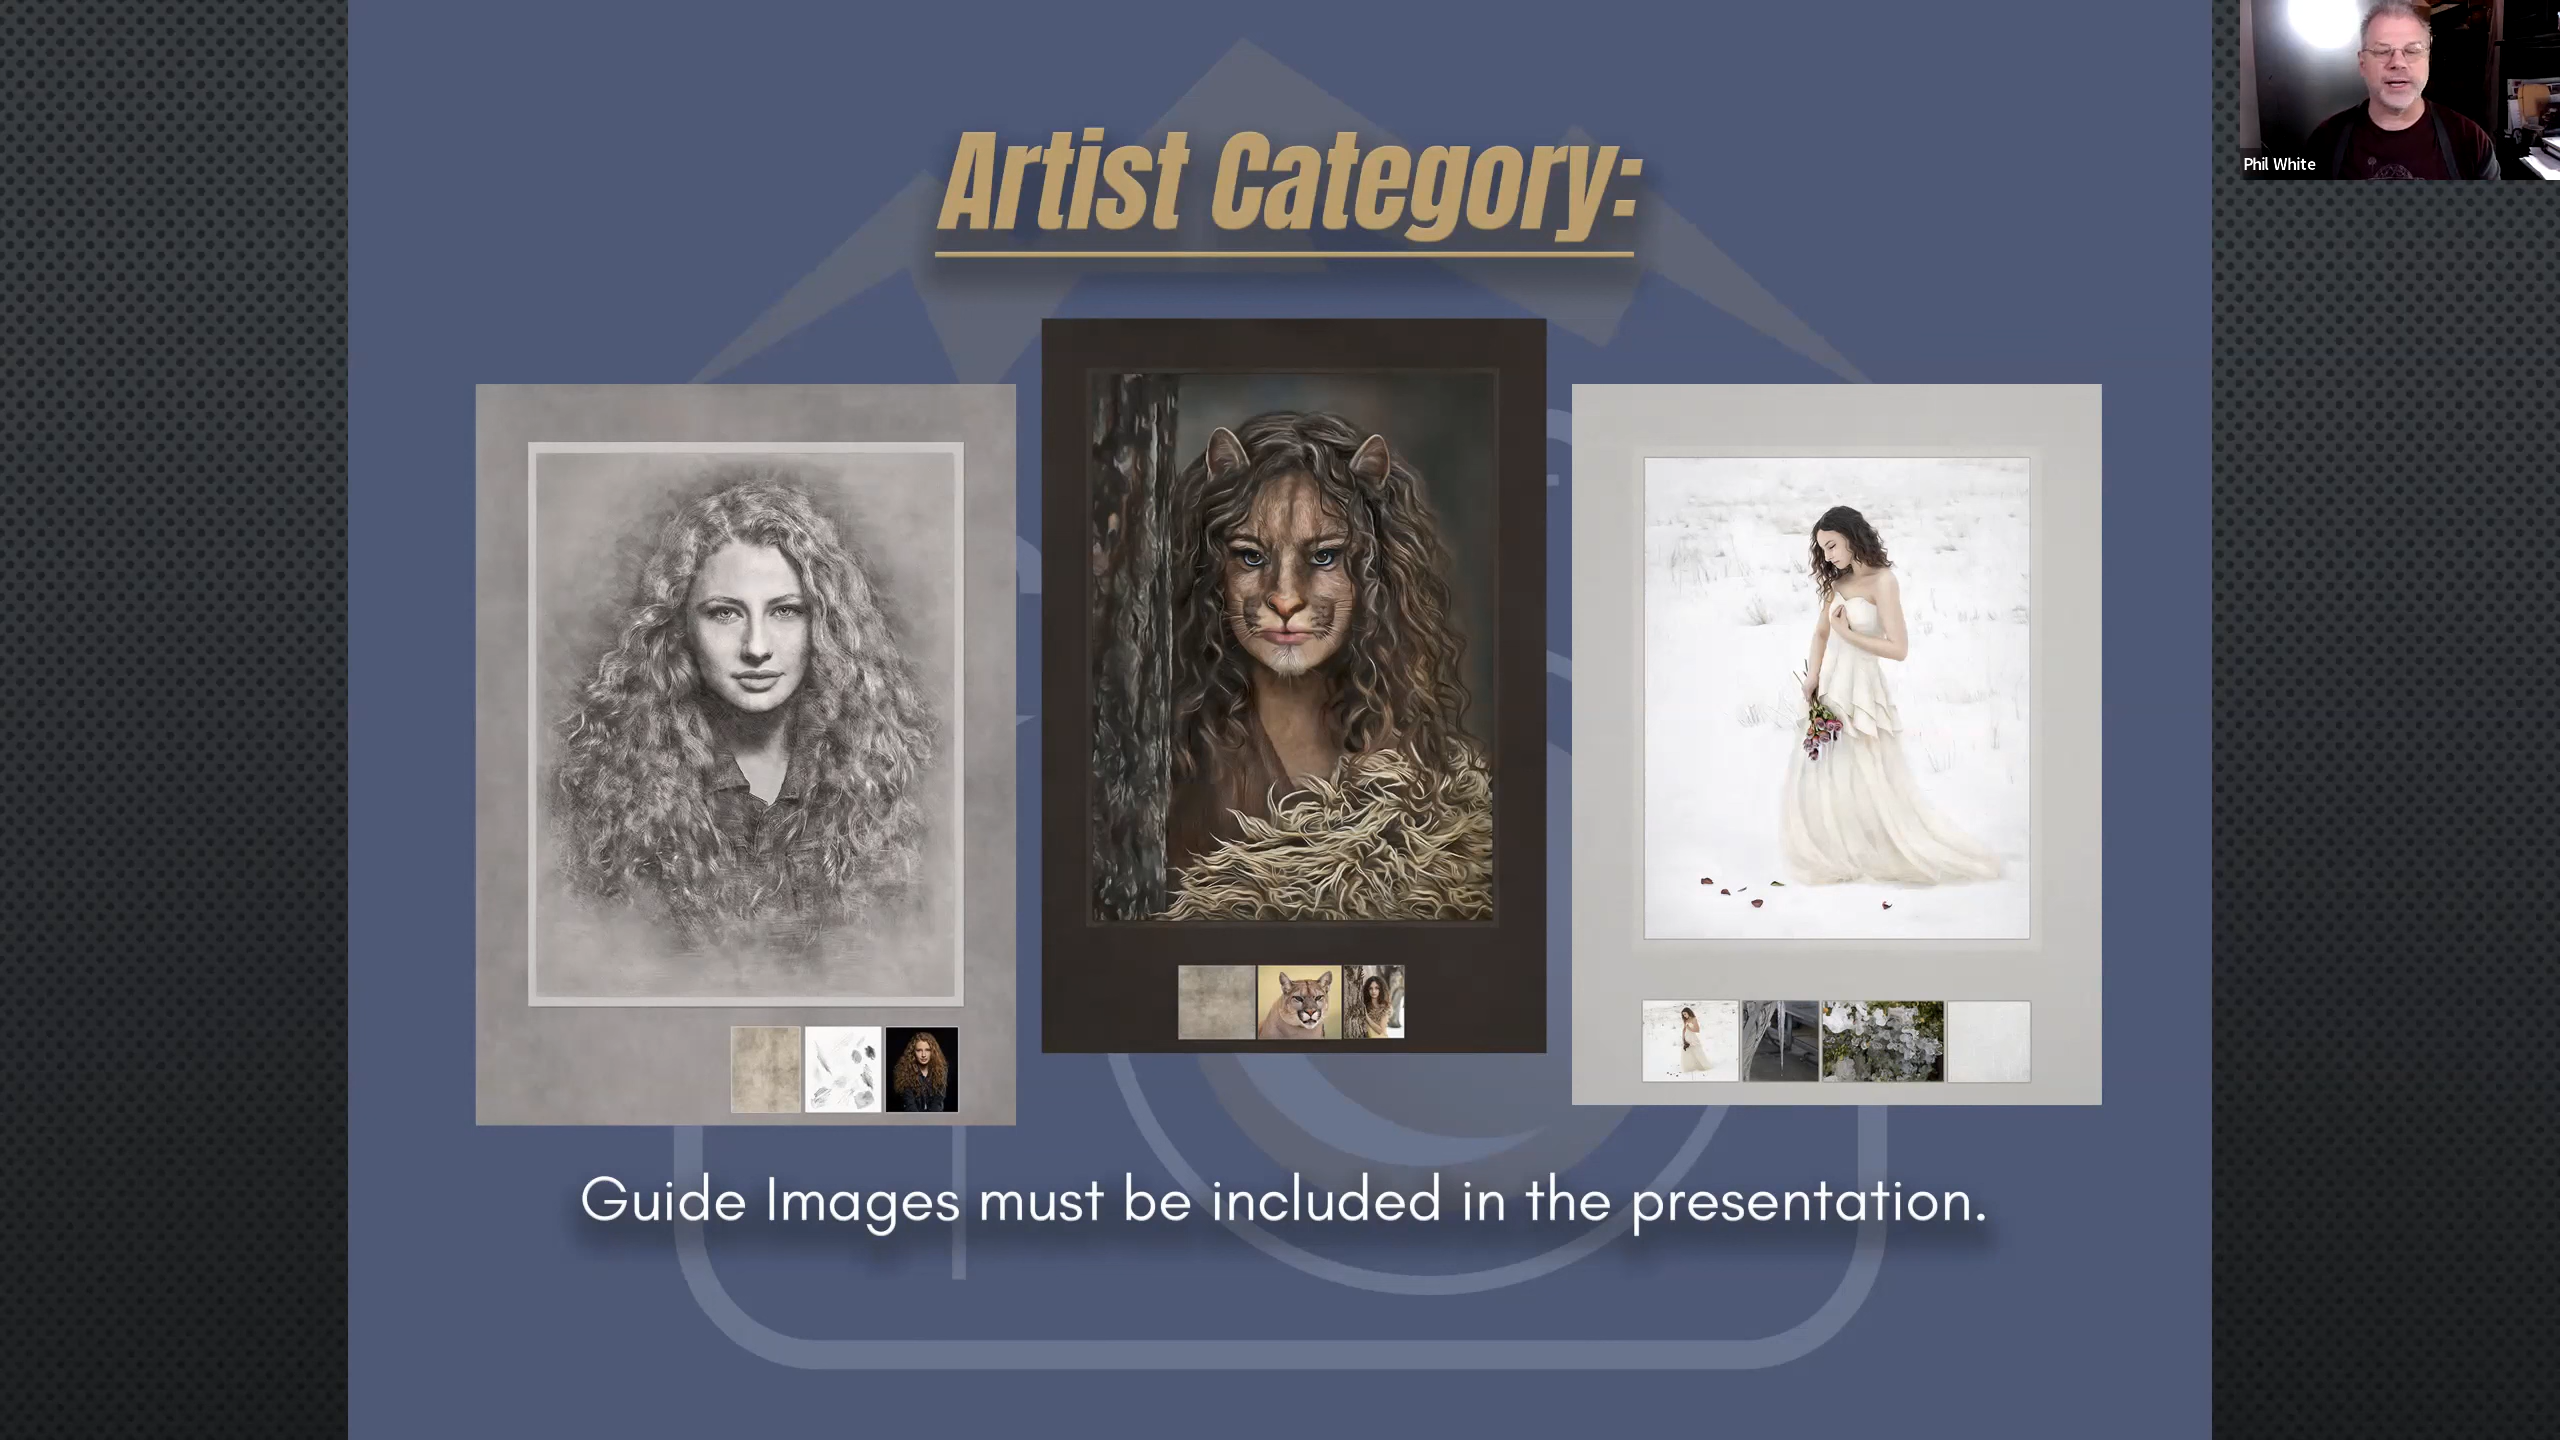 Artist Category:
Phil White
Guide Images must be included in the presentation.